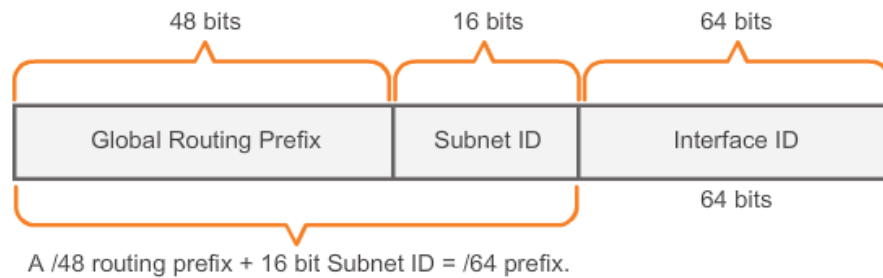 48 bits 16 bits 64 bits
Global Routing Prefix Subnet ID Interface ID
64 bits
A /48 routing prefix + 16 bit Subnet ID = /64 prefix.